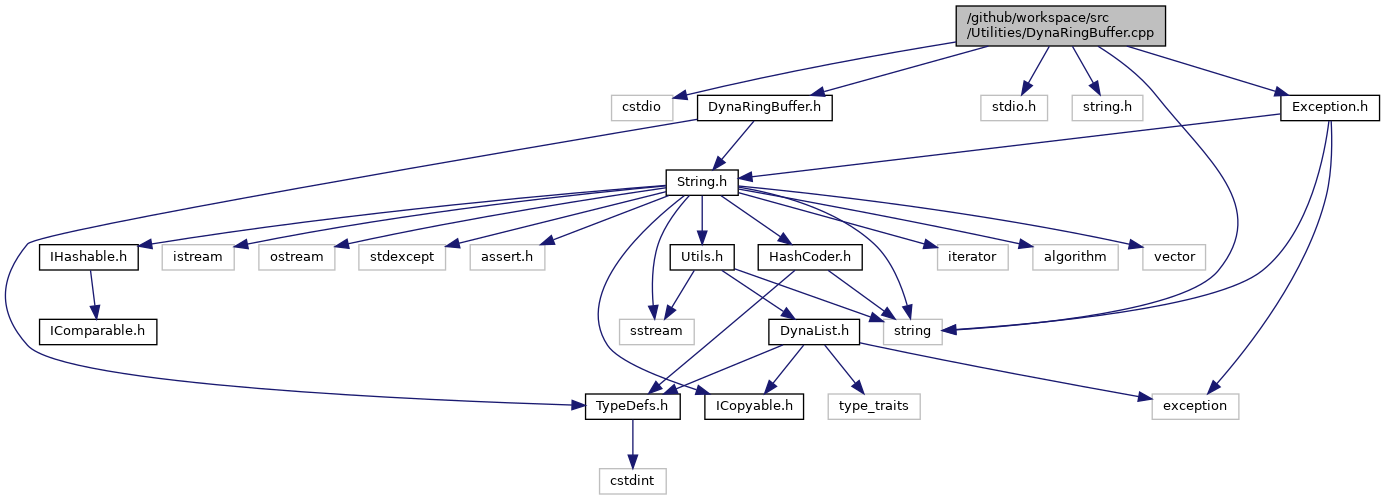 /github/workspace/src
/Utilities/DynaRingBuffer.cpp
cstdio
DynaRingBuffer.h
stdio.h
string.h
Exception.h
String.h
IHashable.h
istream
ostream
stdexcept
assert.h
Utils.h
HashCoder.h
iterator
algorithm
vector
IComparable.h
sstream
DynaList.h
string
TypeDefs.h
ICopyable.h
type_traits
exception
cstdint